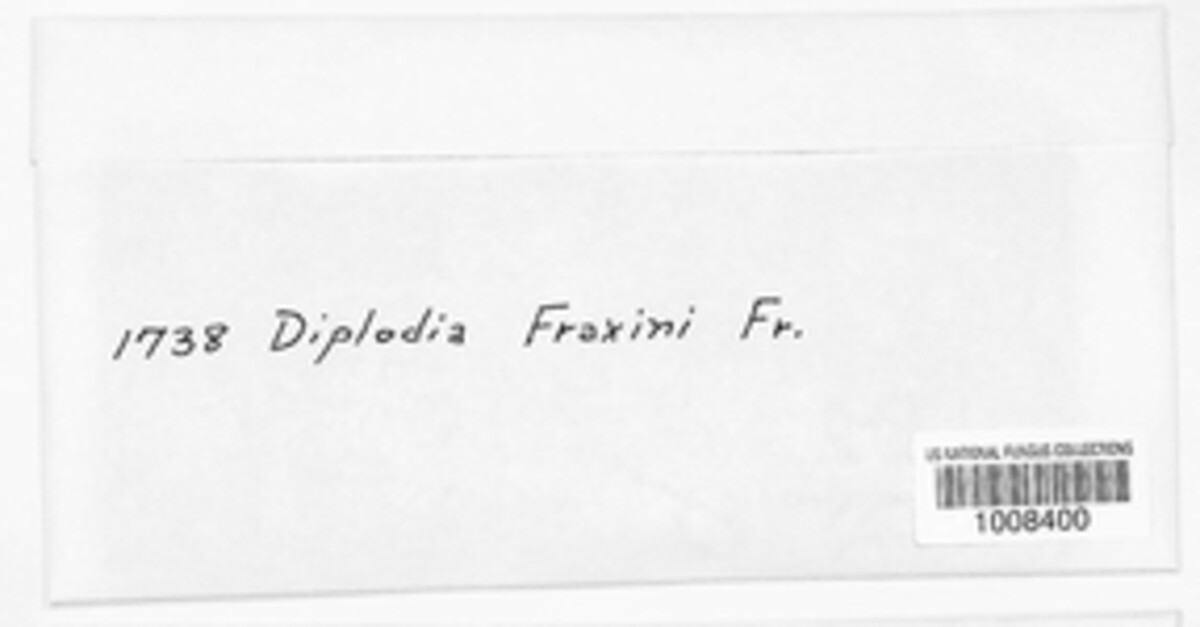 1738 Diplodia Fraxini Fr.
US NATIONAL FUNGUS COLLECTIONS
1008400